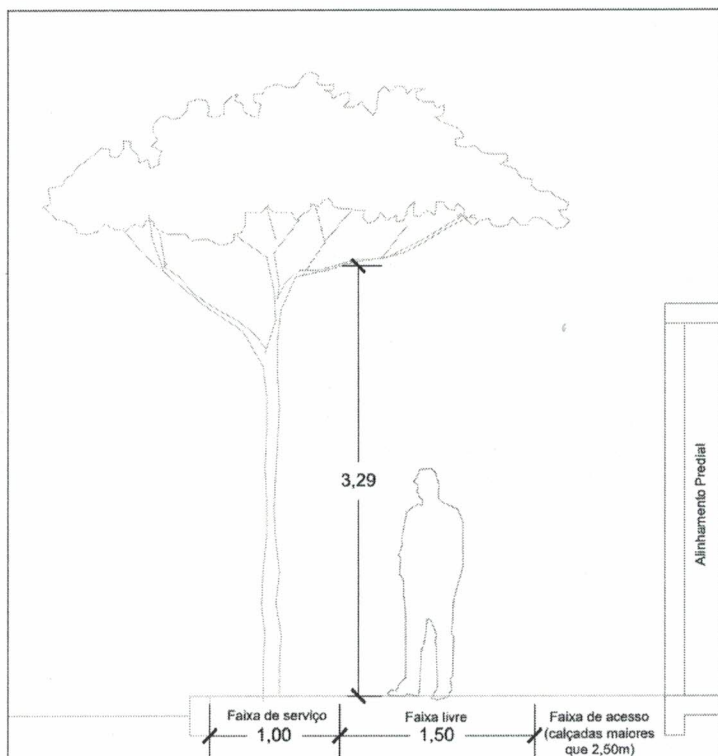 3,29
Alinhamento Predial
Faixa de serviço
1,00
Faixa livre
1,50
Faixa de acesso
(calçadas maiores
que 2,50m)